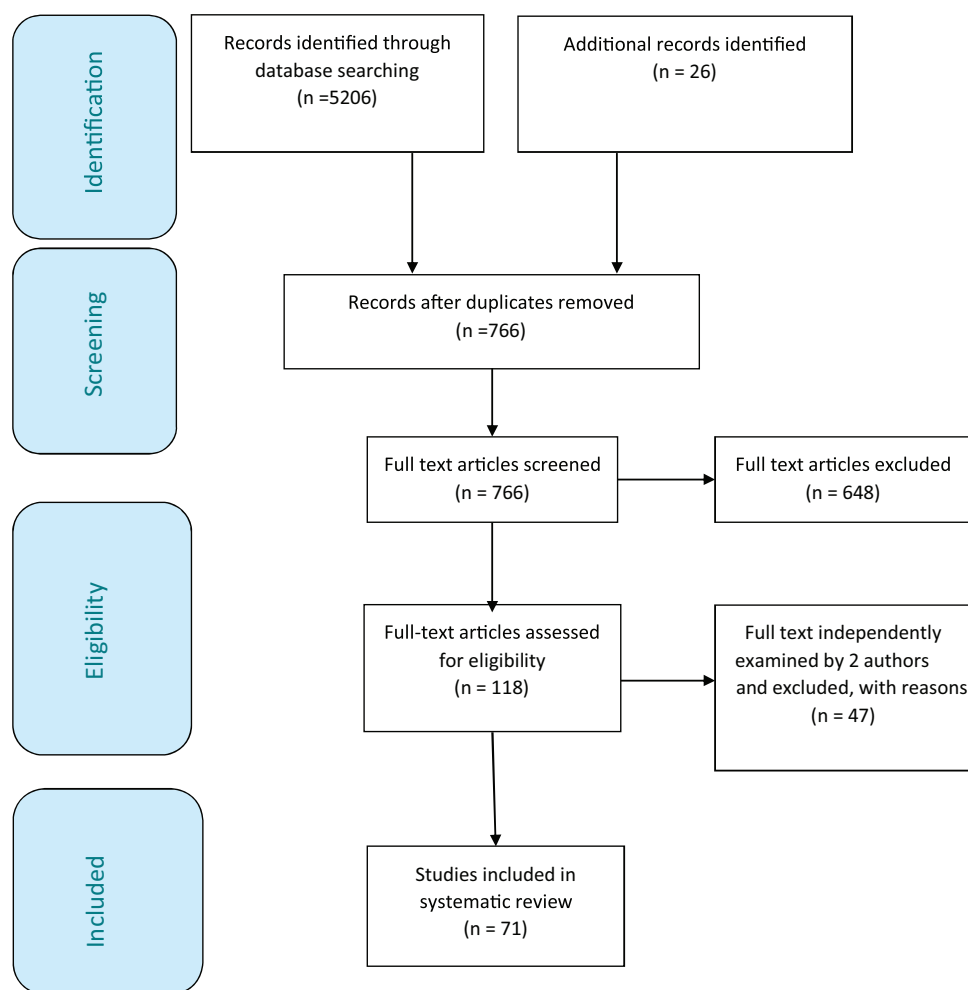 Identification
Records identified through
database searching
(n =5206)
Additional records identified
(n = 26)
Screening
Records after duplicates removed
(n =766)
Full text articles screened
(n = 766)
Full text articles excluded
(n = 648)
Eligibility
Full-text articles assessed
for eligibility
(n = 118)
Full text independently
examined by 2 authors
and excluded, with reasons
(n = 47)
Included
Studies included in
systematic review
(n = 71)